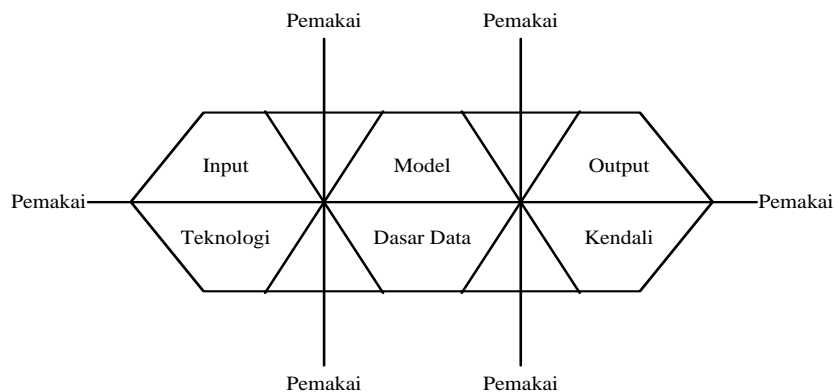 Pemakai Pemakai
Input Model Output
Pemakai Pemakai
Teknologi Dasar Data Kendali
Pemakai Pemakai